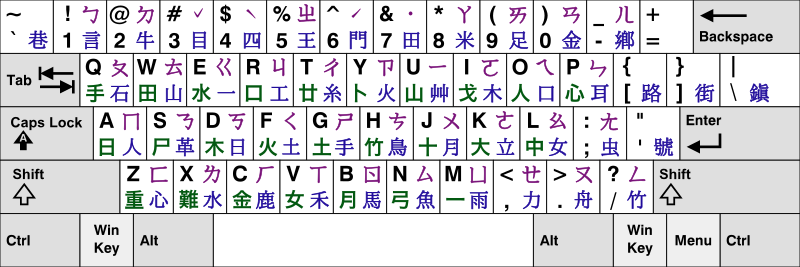 ~ ! ㄅ @ ㄉ # ˇ $ ˋ % ㄓ ^ ˊ & ˙ * ㄚ ( ㄞ ) ㄢ _ ㄦ +
` 巷 1 言 2 牛 3 目 4 四 5 王 6 門 7 田 8 米 9 足 0 金 - 鄉 = Backspace
Tab Q ㄆ W ㄊ E ㄍ R ㄐ T ㄔ Y ㄗ U ㄧ I ㄛ O ㄟ P ㄣ { } |
手 石 田 山 水 一 口 工 廿 糸 卜 火 山 艸 戈 木 人 口 心 耳 [ 路 ] 街 \ 鎭
Caps Lock A ㄇ S ㄋ D ㄎ F ㄑ G ㄕ H ㄘ J ㄨ K ㄜ L ㄠ : ㄤ " Enter
A 日 人 尸 革 木 日 火 土 土 手 竹 鳥 十 月 大 立 中 女 ; 虫 ' 號
Shift Z ㄈ X ㄌ C ㄏ V ㄒ B ㄖ N ㄙ M ㄩ < ㄝ > ㄡ ? ㄥ Shift
重 心 難 水 金 鹿 女 禾 月 馬 弓 魚 一 雨 , 力 . 舟 / 竹
Ctrl Win Key Alt Alt Win Key Menu Ctrl